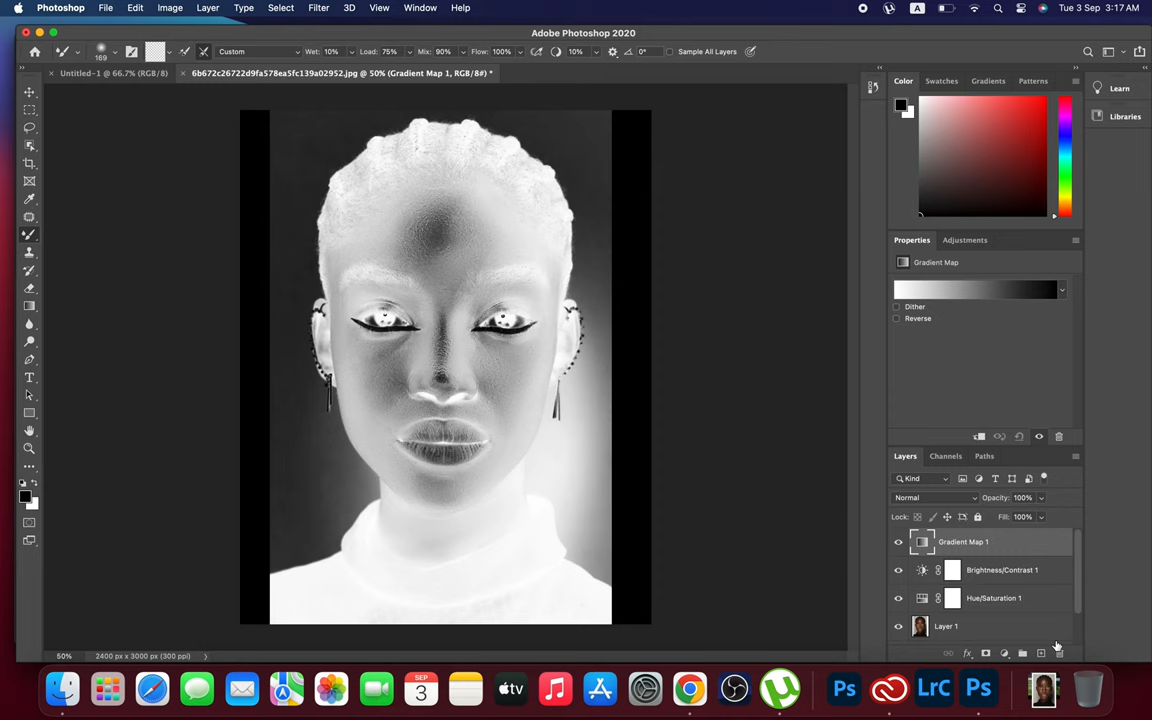 Photoshop File Edit Image Layer Type Select Filter 3D View Window Help A Tue 3 Sep 3:17 AM
Adobe Photoshop 2020
169 Custom Wet: 10% Load: 75% Mix: 90% Flow: 100% 10% 0° Sample All Layers
× Untitled-1 @ 66.7% (RGB/8) × 6b672c26722d9fa578ea5fc139a02952.jpg @ 50% (Gradient Map 1, RGB/8#) *
Color Swatches Gradients Patterns
Learn
Libraries
Properties Adjustments
Gradient Map
Dither
Reverse
Layers Channels Paths
Kind
Normal Opacity: 100%
Lock: Fill: 100%
Gradient Map 1
Brightness/Contrast 1
Hue/Saturation 1
Layer 1
fx
50% 2400 px x 3000 px (300 ppi)
SEP
3
tv
Ps
LrC
Ps